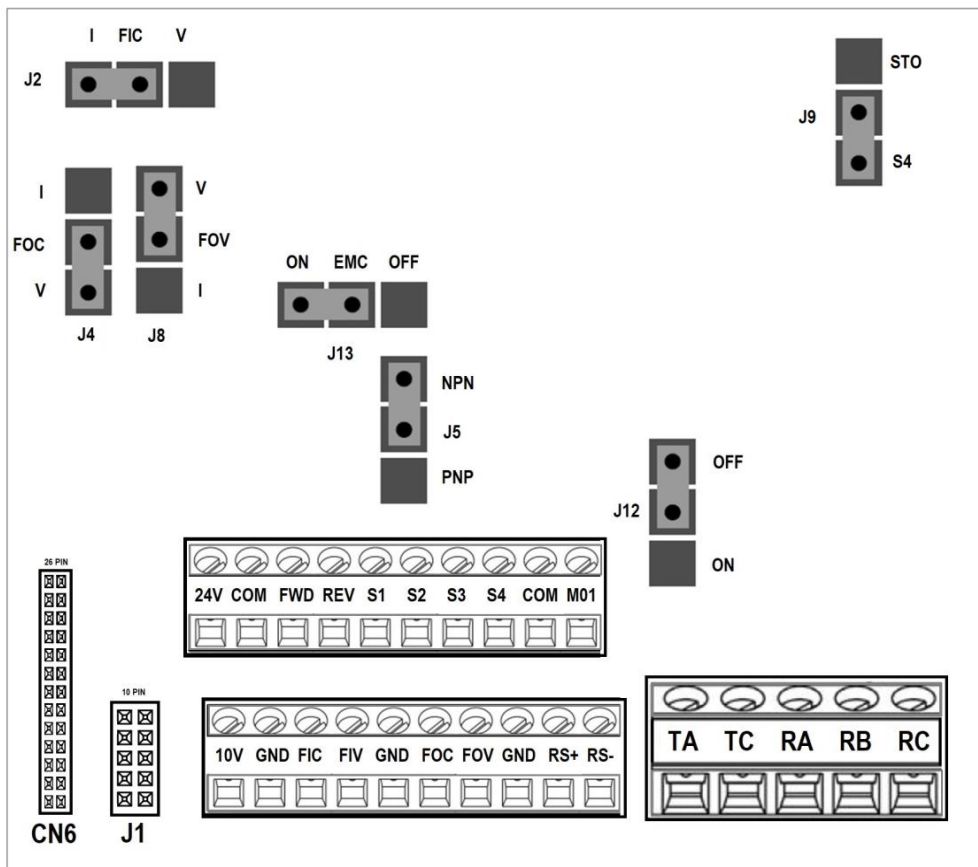 I FIC V
J2
STO
J9
S4
I V
FOC FOV
V I
J4 J8
ON EMC OFF
J13
NPN
J5
PNP
OFF
J12
ON
26 PIN
24V COM FWD REV S1 S2 S3 S4 COM M01
10 PIN
10V GND FIC FIV GND FOC FOV GND RS+ RS-
TA TC RA RB RC
CN6 J1